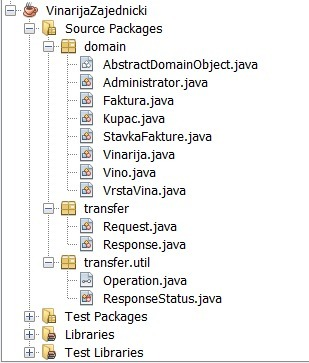 VinarijaZajednicki
Source Packages
domain
AbstractDomainObject.java
Administrator.java
Faktura.java
Kupac.java
StavkaFakture.java
Vinarija.java
Vino.java
VrstaVina.java
transfer
Request.java
Response.java
transfer.util
Operation.java
ResponseStatus.java
Test Packages
Libraries
Test Libraries